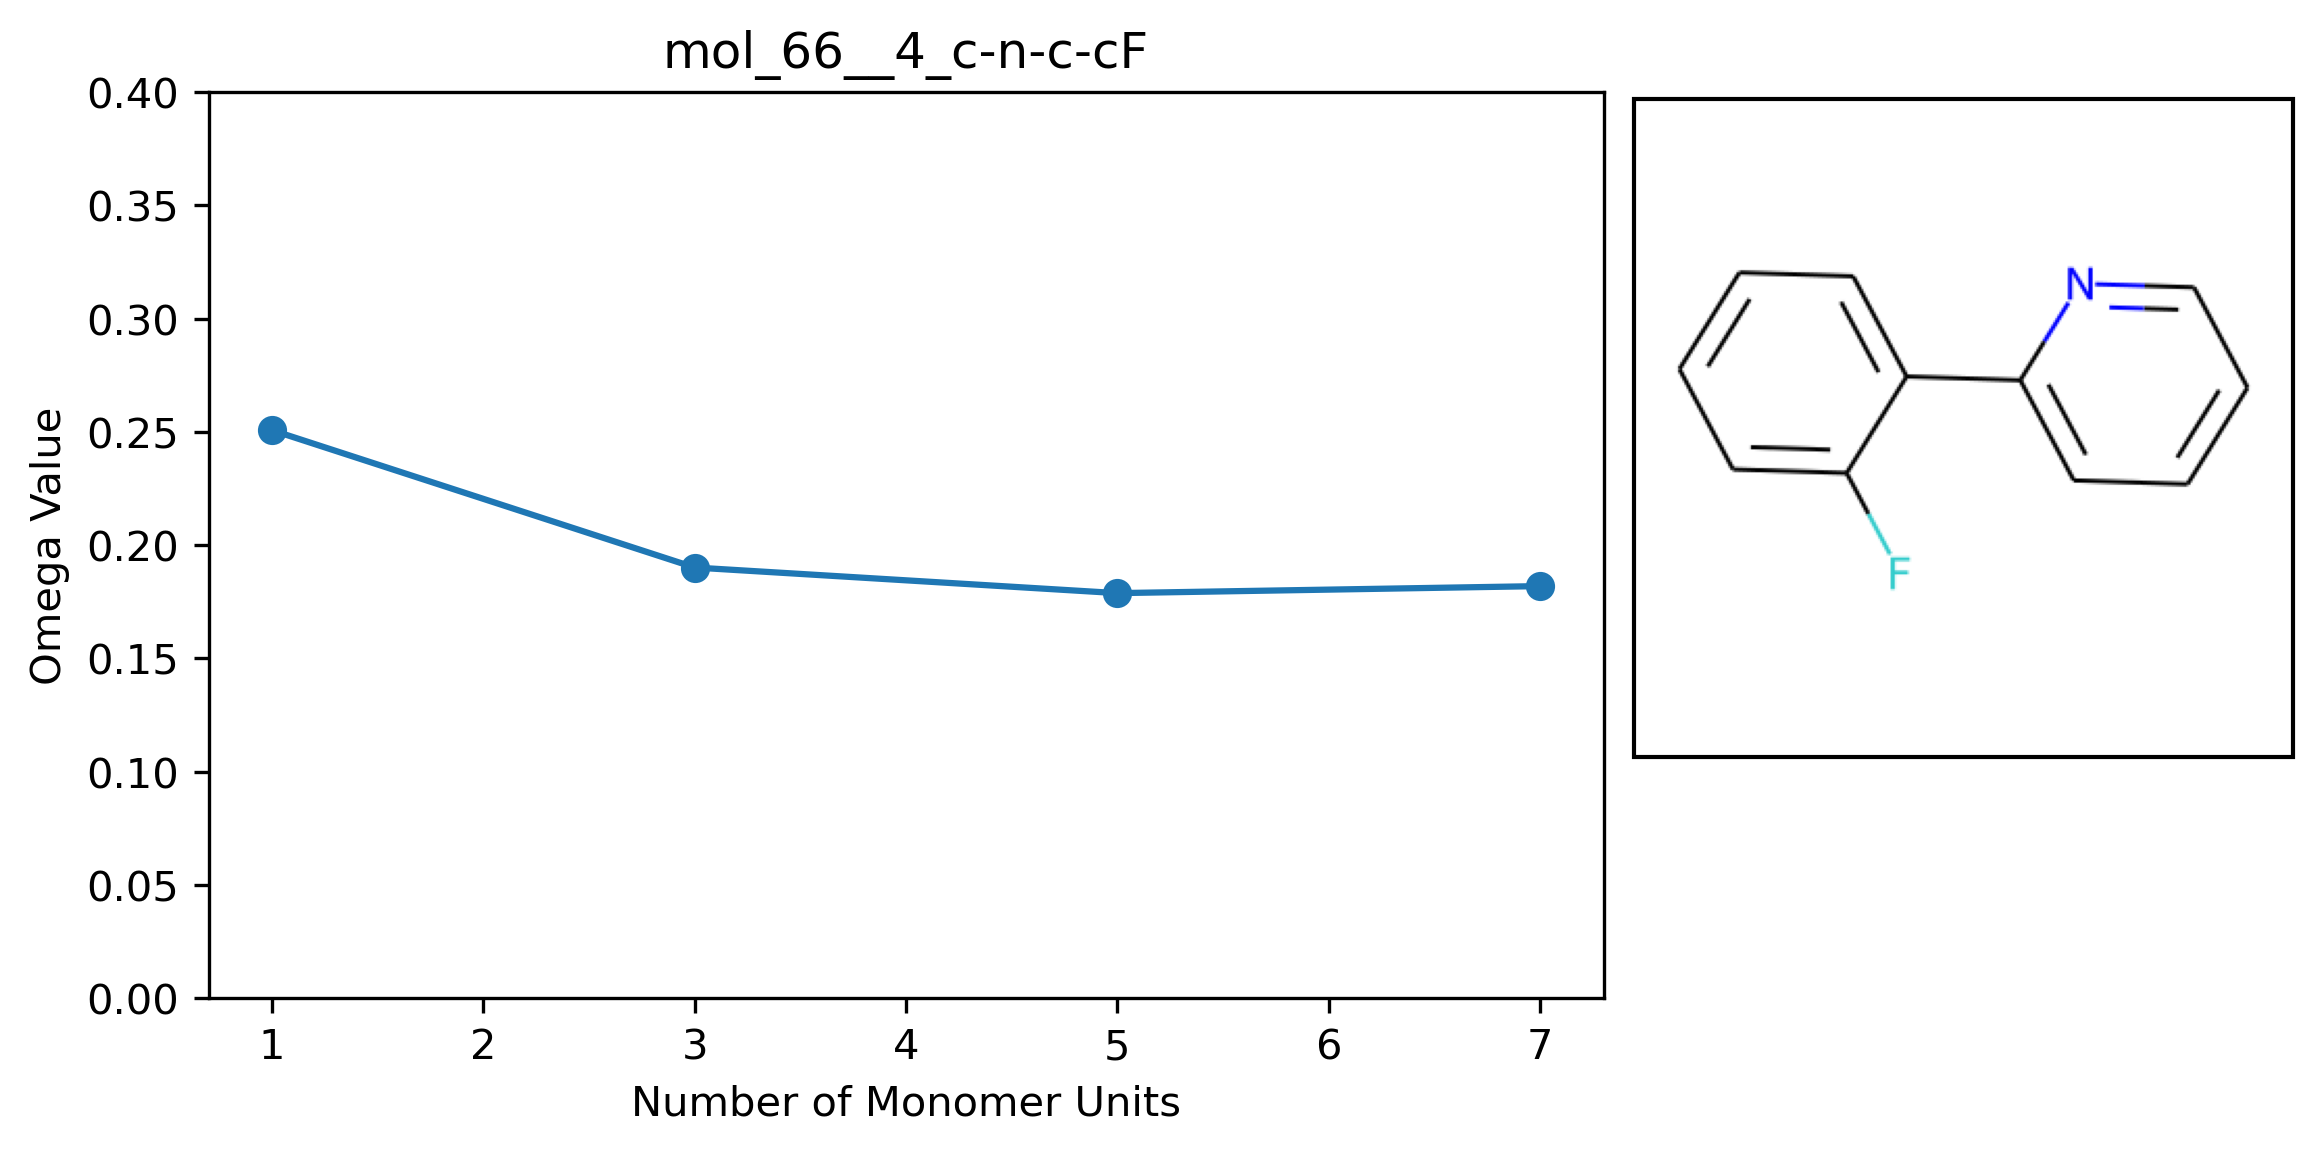 mol_66__4_c-n-c-cF
0.40
0.35
0.30
0.25
0.20
0.15
0.10
0.05
0.00
Omega Value
1 2 3 4 5 6 7
Number of Monomer Units
N
F